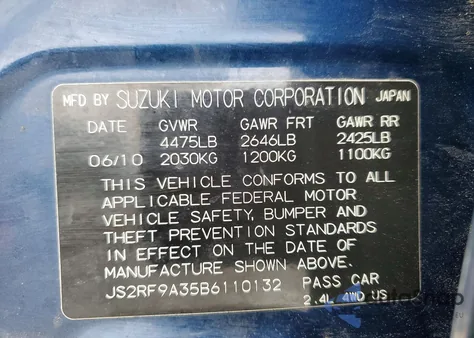 MFD BY SUZUKI MOTOR CORPORATION JAPAN
DATE GVWR GAWR FRT GAWR RR
4475LB 2646LB 2425LB
06/10 2030KG 1200KG 1100KG
THIS VEHICLE CONFORMS TO ALL
APPLICABLE FEDERAL MOTOR
VEHICLE SAFETY, BUMPER AND
THEFT PREVENTION STANDARDS
IN EFFECT ON THE DATE OF
MANUFACTURE SHOWN ABOVE.
JS2RF9A35B6110132 PASS CAR
2.4L 4WD US